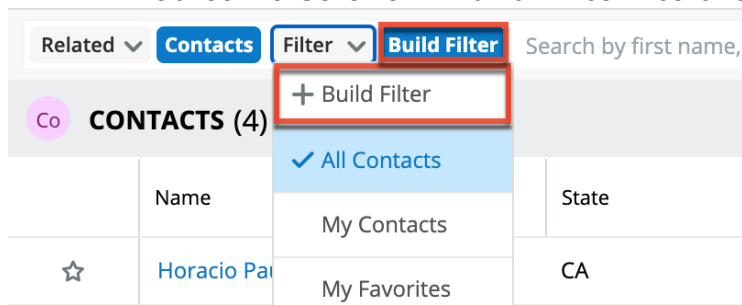 Related Contacts Filter Build Filter Search by first name,
+ Build Filter
Co CONTACTS (4)
All Contacts
Name State
My Contacts
Horacio CA
My Favorites